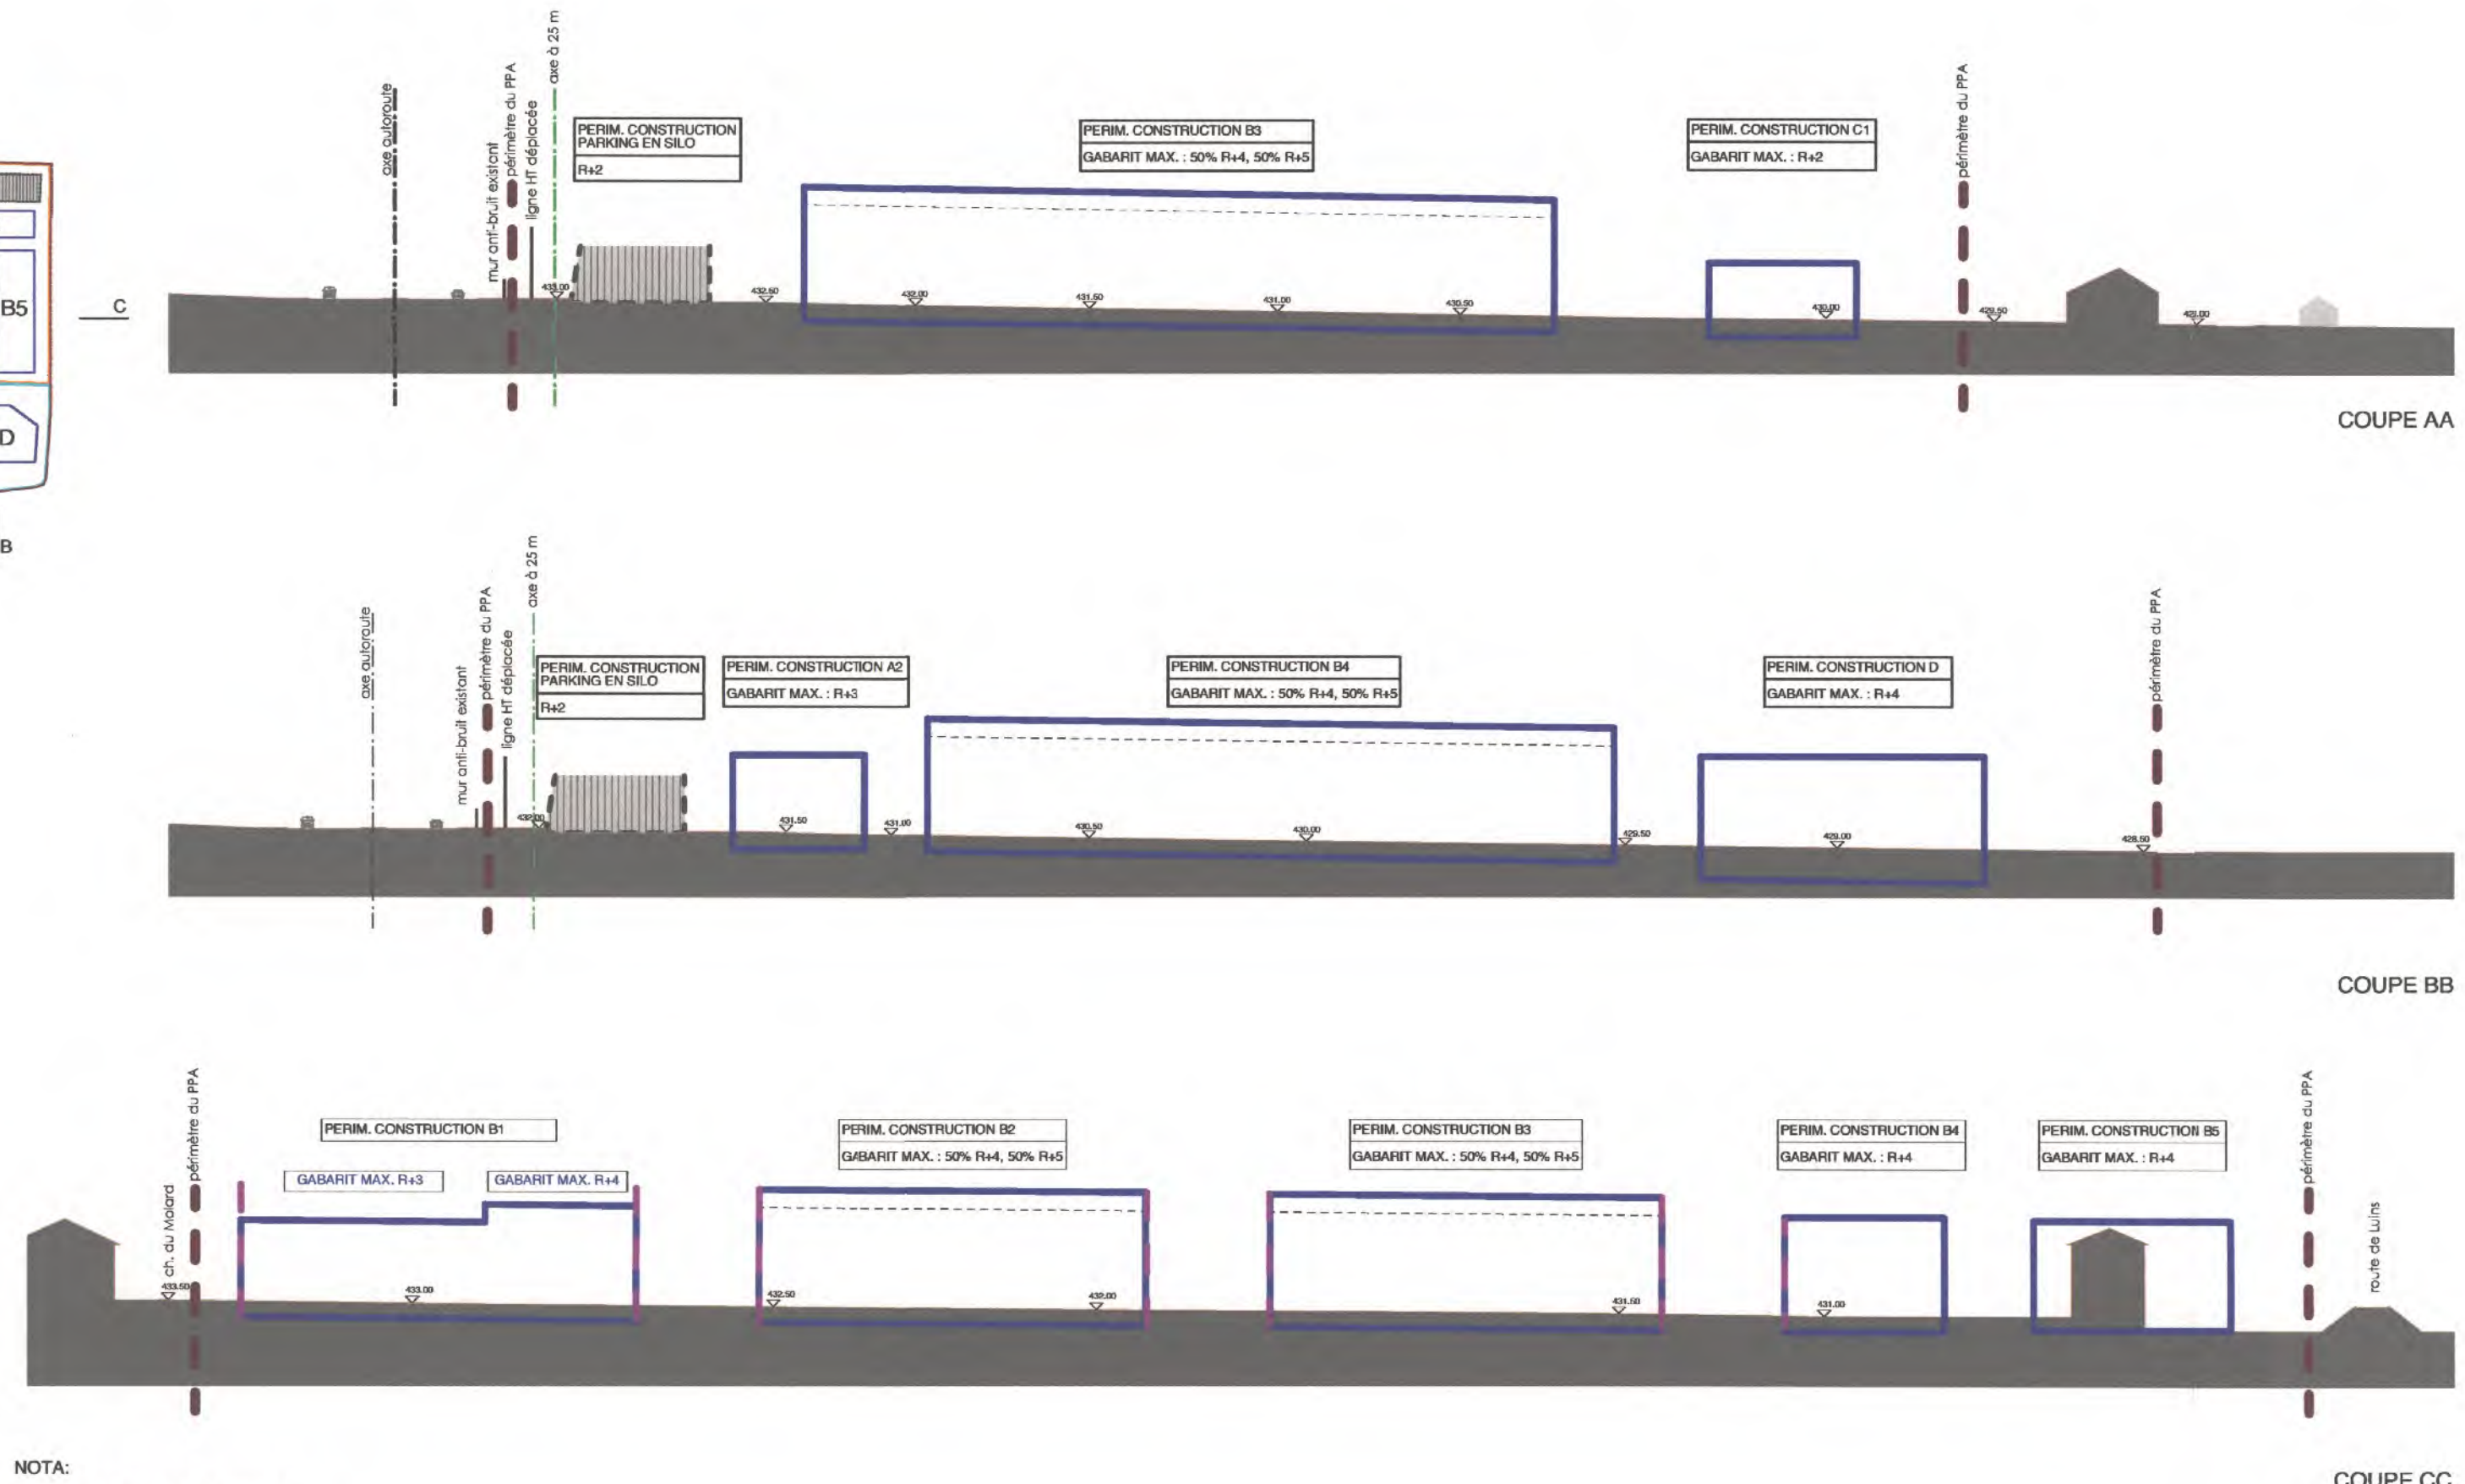 B5
C
D
B
axe autoroute
mur anti-bruit existant
périmètre du PPA
ligne HT déplacée
axe à 25 m
PERIM. CONSTRUCTION
PARKING EN SILO
R+2
PERIM. CONSTRUCTION B3
GABARIT MAX. : 50% R+4, 50% R+5
PERIM. CONSTRUCTION C1
GABARIT MAX. : R+2
périmètre du PPA
433.00
432.50
432.00
431.50
431.00
430.50
430.00
429.50
COUPE AA
axe autoroute
mur anti-bruit existant
périmètre du PPA
ligne HT déplacée
axe à 25 m
PERIM. CONSTRUCTION
PARKING EN SILO
R+2
PERIM. CONSTRUCTION A2
GABARIT MAX. : R+3
PERIM. CONSTRUCTION B4
GABARIT MAX. : 50% R+4, 50% R+5
PERIM. CONSTRUCTION D
GABARIT MAX. : R+4
périmètre du PPA
432.00
431.50
431.00
430.50
430.00
429.50
429.00
428.50
COUPE BB
ch. du Molard
périmètre du PPA
PERIM. CONSTRUCTION B1
GABARIT MAX. R+3
GABARIT MAX. R+4
PERIM. CONSTRUCTION B2
GABARIT MAX. : 50% R+4, 50% R+5
PERIM. CONSTRUCTION B3
GABARIT MAX. : 50% R+4, 50% R+5
PERIM. CONSTRUCTION B4
GABARIT MAX. : R+4
PERIM. CONSTRUCTION B5
GABARIT MAX. : R+4
périmètre du PPA
route de Luins
433.50
433.00
432.50
432.00
431.50
431.00
NOTA:
COUPE CC